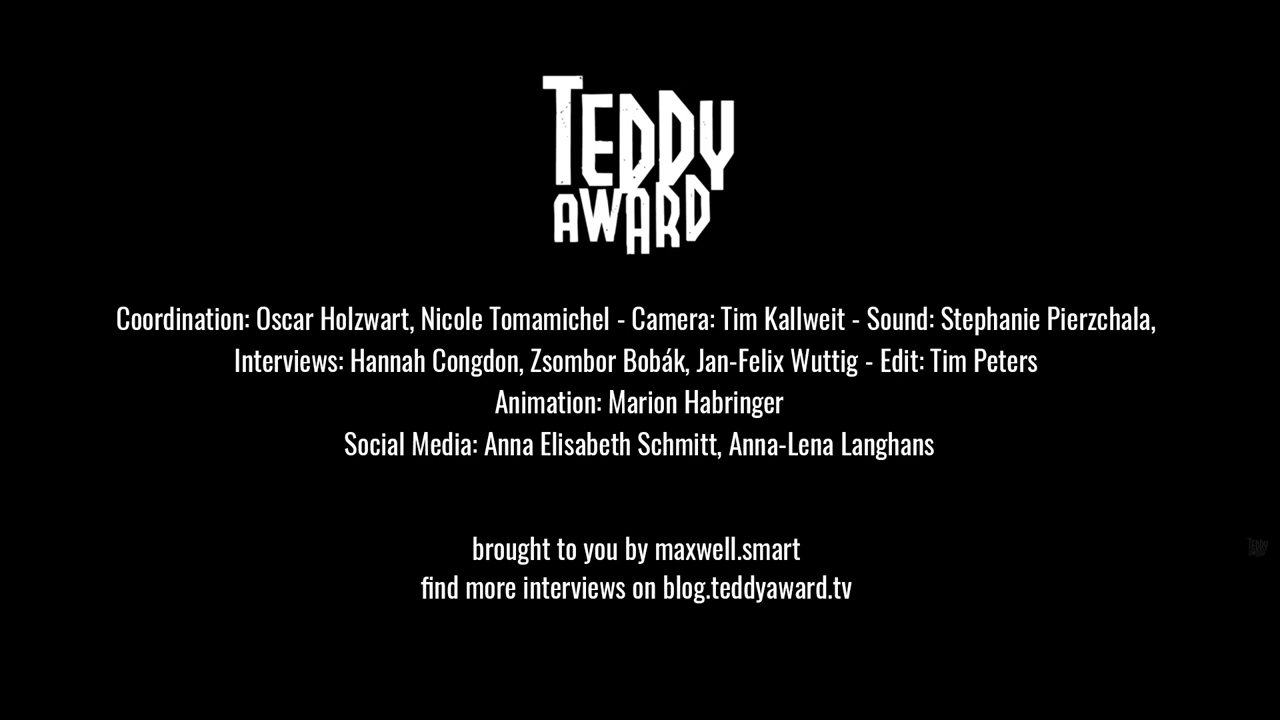 TEDDY
AWARD
Coordination: Oscar Holzwart, Nicole Tomamichel - Camera: Tim Kallweit - Sound: Stephanie Pierzchala,
Interviews: Hannah Congdon, Zsombor Bobák, Jan-Felix Wuttig - Edit: Tim Peters
Animation: Marion Habringer
Social Media: Anna Elisabeth Schmitt, Anna-Lena Langhans
brought to you by maxwell.smart
find more interviews on blog.teddyaward.tv
TEDDY
AWARD